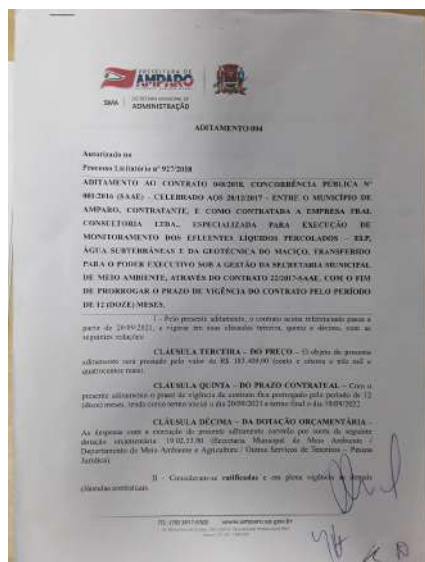 PREFEITURA DE
AMPARO
SMA SECRETARIA MUNICIPAL DE
ADMINISTRAÇÃO
ADITAMENTO 004
Autorizado no
Processo Licitatório nº 927/2018
ADITAMENTO AO CONTRATO 048/2018, CONCORRÊNCIA PÚBLICA Nº
001/2016 (SAAE) - CELEBRADO AOS 28/12/2017 - ENTRE O MUNICÍPIO DE
AMPARO, CONTRATANTE, E COMO CONTRATADA A EMPRESA FRAL
CONSULTORIA LTDA., ESPECIALIZADA PARA EXECUÇÃO DE
MONITORAMENTO DOS EFLUENTES LÍQUIDOS PERCOLADOS - ELP,
ÁGUA SUBTERRÂNEAS E DA GEOTÉCNICA DO MACIÇO, TRANSFERIDO
PARA O PODER EXECUTIVO SOB A GESTÃO DA SECRETARIA MUNICIPAL
DE MEIO AMBIENTE, ATRAVÉS DO CONTRATO 22/2017-SAAE, COM O FIM
DE PRORROGAR O PRAZO DE VIGÊNCIA DO CONTRATO PELO PERÍODO
DE 12 (DOZE) MESES.
I - Pelo presente aditamento, o contrato acima referenciado passa a
partir de 20/09/2021, a vigorar em suas cláusulas terceira, quinta e décima, com as
seguintes redações:
CLÁUSULA TERCEIRA - DO PREÇO - O objeto do presente
aditamento será prestado pelo valor de R$ 183.400,00 (cento e oitenta e três mil e
quatrocentos reais).
CLÁUSULA QUINTA - DO PRAZO CONTRATUAL - Com o
presente aditamento o prazo de vigência do contrato fica prorrogado pelo período de 12
(doze) meses, tendo como termo inicial o dia 20/09/2021 e termo final o dia 19/09/2022.
CLÁUSULA DÉCIMA - DA DOTAÇÃO ORÇAMENTÁRIA -
As despesas com a execução do presente aditamento correrão por conta da seguinte
dotação orçamentária: 19.02.33.90 (Secretaria Municipal de Meio Ambiente /
Departamento de Meio Ambiente e Agricultura / Outros Serviços de Terceiros - Pessoa
Jurídica).
II - Consideram-se ratificadas e em plena vigência as demais
cláusulas contratuais.
www.amparo.sp.gov.br